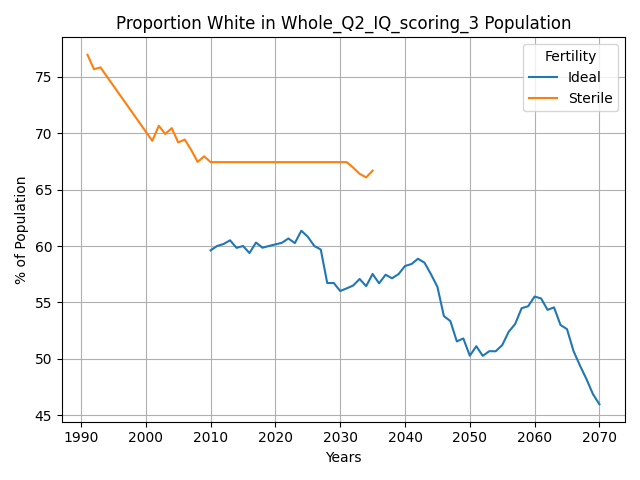 Proportion White in Whole_Q2_IQ_scoring_3 Population
Fertility
Ideal
Sterile
% of Population
75
70
65
60
55
50
45
1990 2000 2010 2020 2030 2040 2050 2060 2070
Years